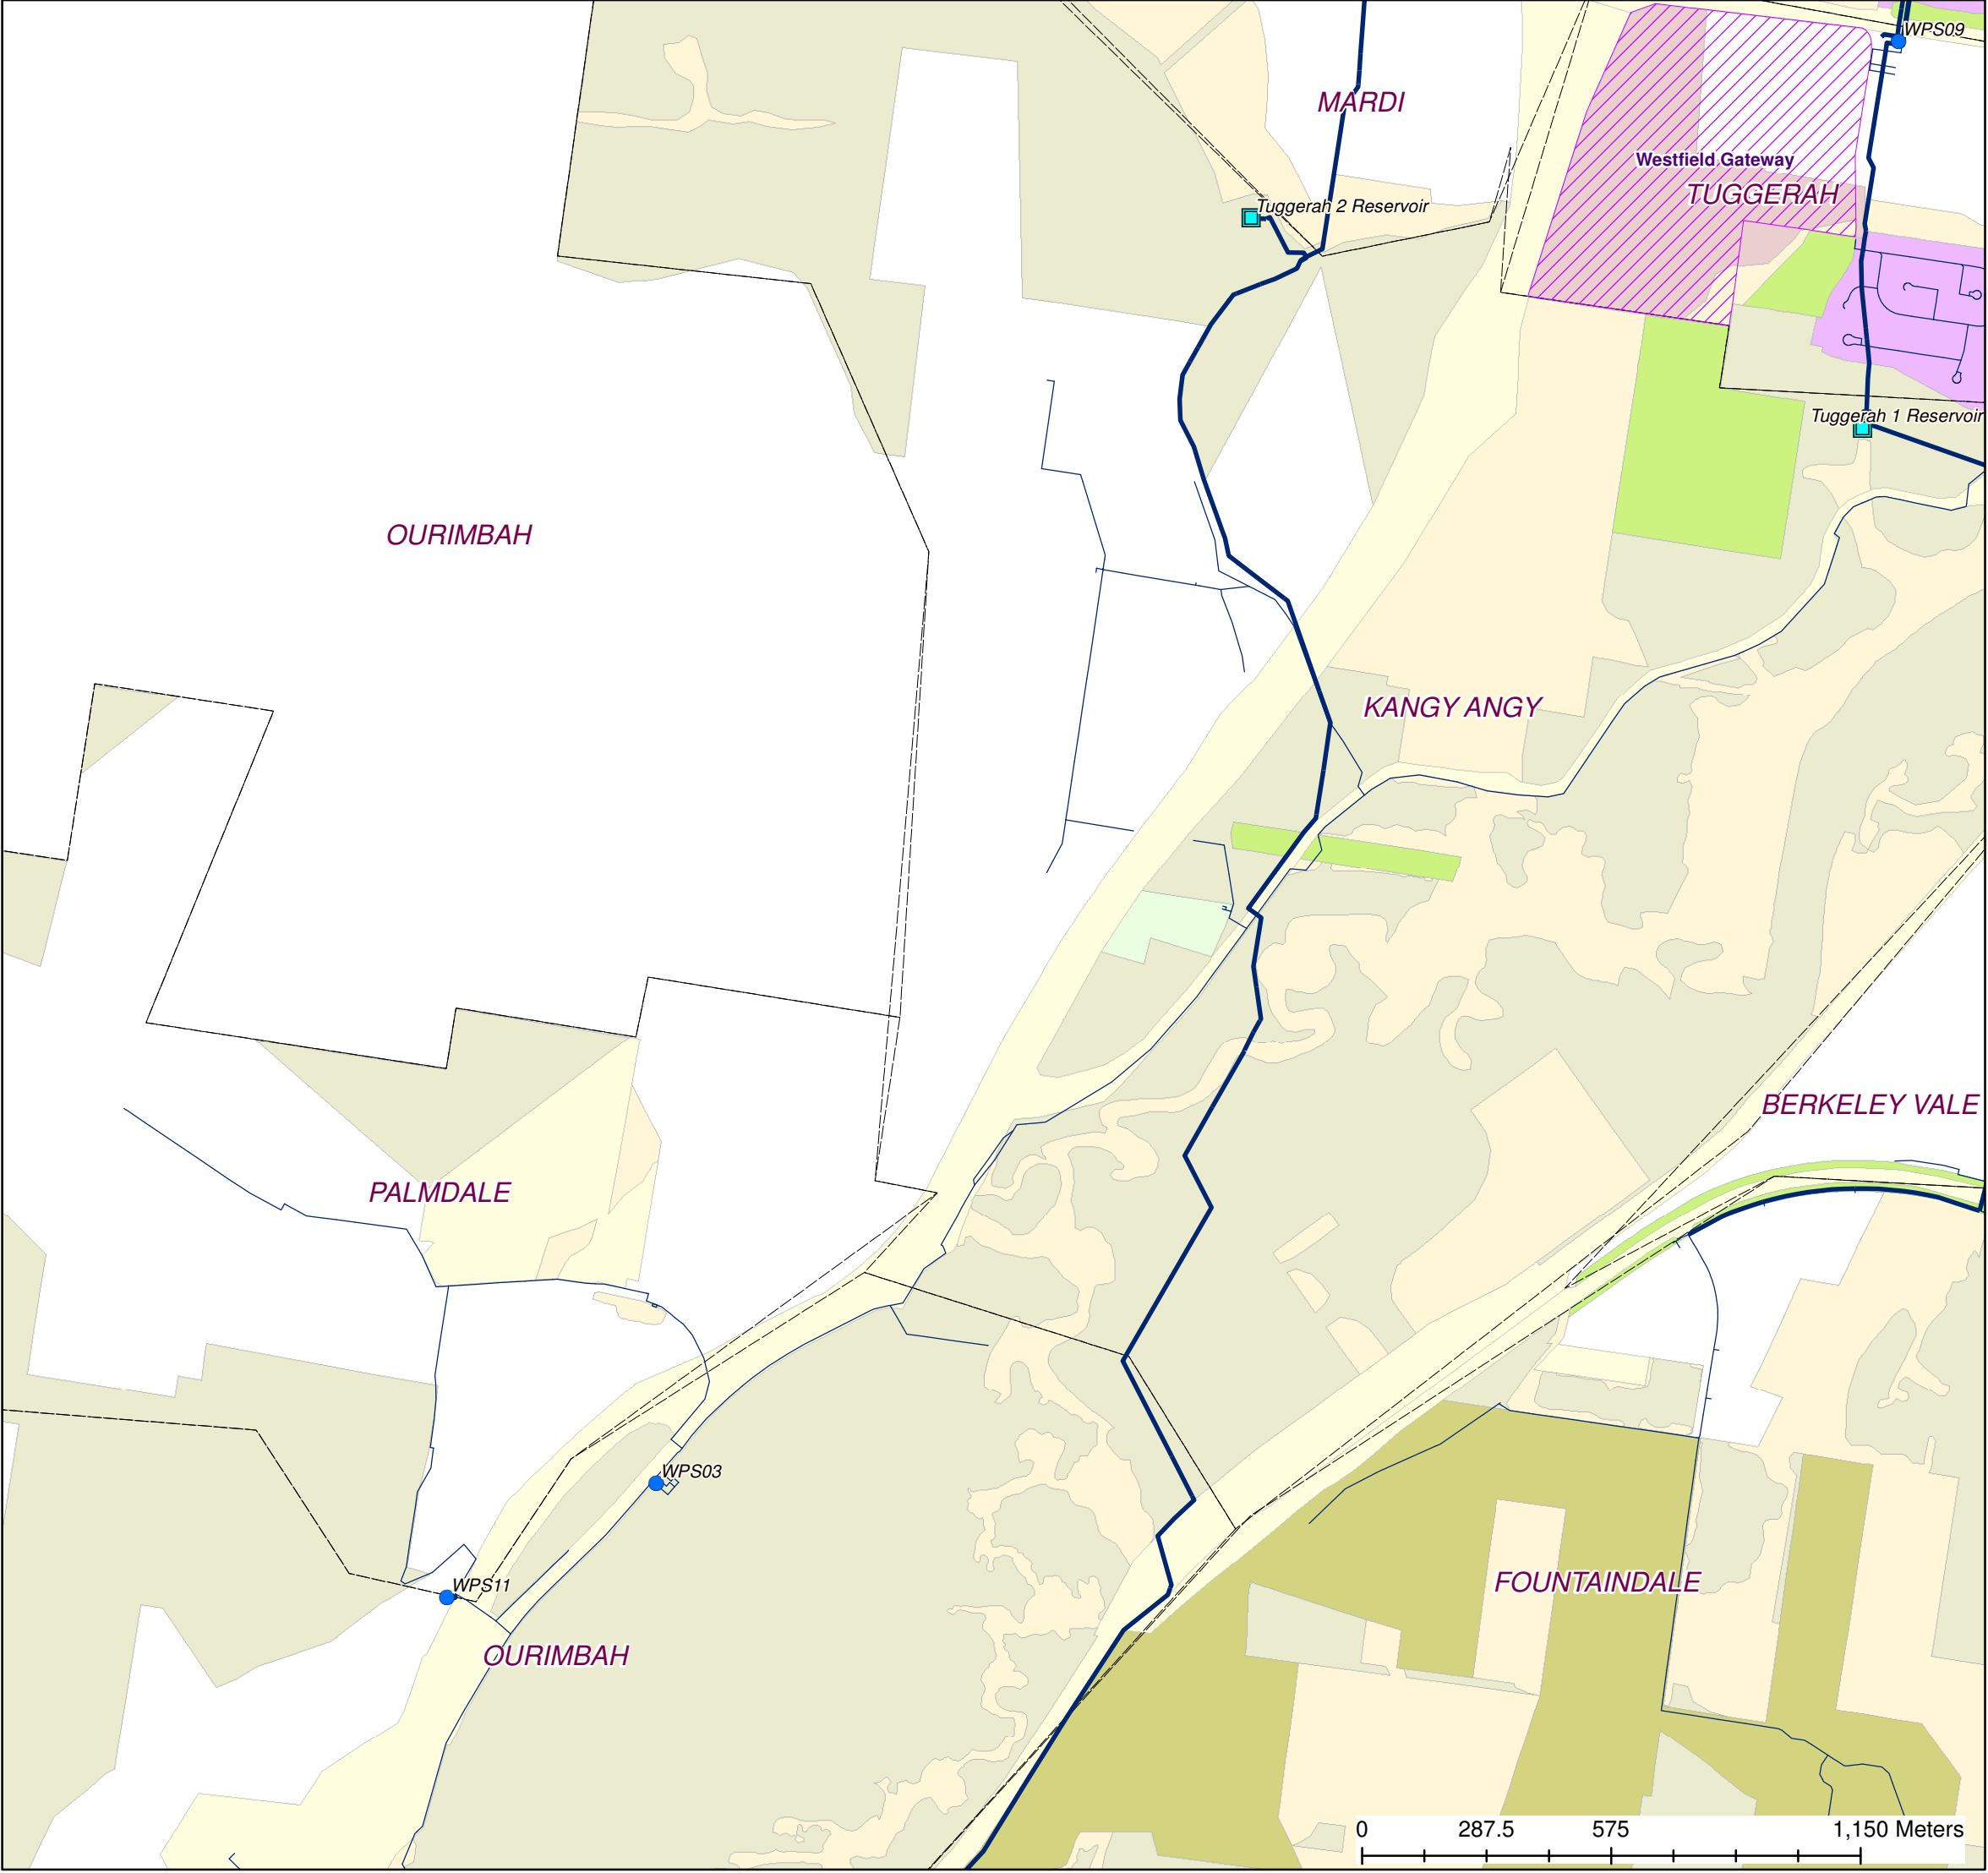 WPS09
MARDI
Westfield Gateway
TUGGERAH
Tuggerah 2 Reservoir
Tuggerah 1 Reservoir
OURIMBAH
KANGY ANGY
BERKELEY VALE
PALMDALE
WPS03
WPS11
FOUNTAINDALE
OURIMBAH
0 287.5 575 1,150 Meters